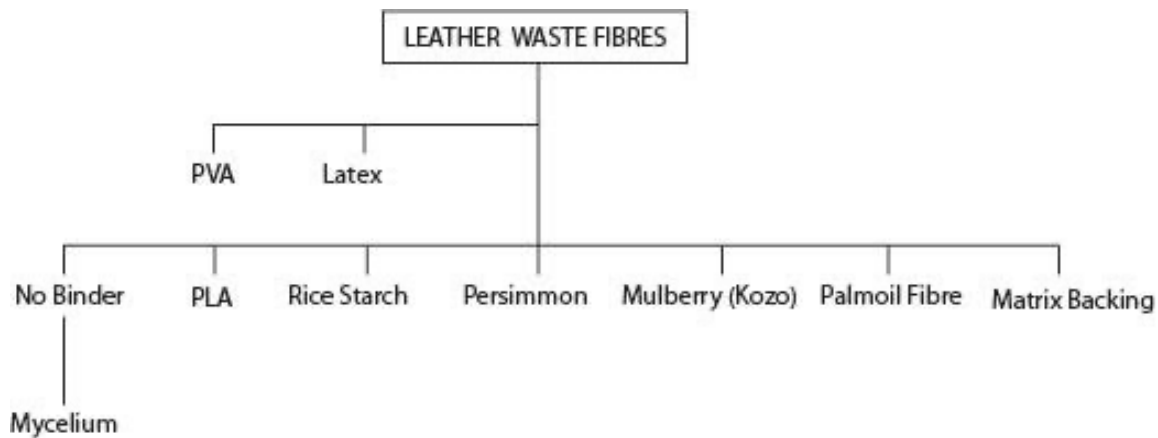 LEATHER WASTE FIBRES
PVA Latex
No Binder PLA Rice Starch Persimmon Mulberry (Kozo) Palmoil Fibre Matrix Backing
Mycelium